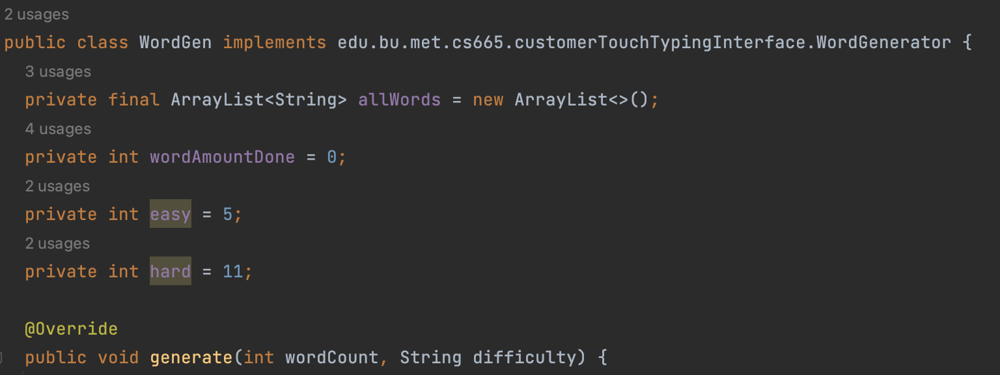 2 usages
public class WordGen implements edu.bu.met.cs665.customerTouchTypingInterface.WordGenerator {
3 usages
private final ArrayList<String> allWords = new ArrayList<>();
4 usages
private int wordAmountDone = 0;
2 usages
private int easy = 5;
2 usages
private int hard = 11;
@Override
public void generate(int wordCount, String difficulty) {